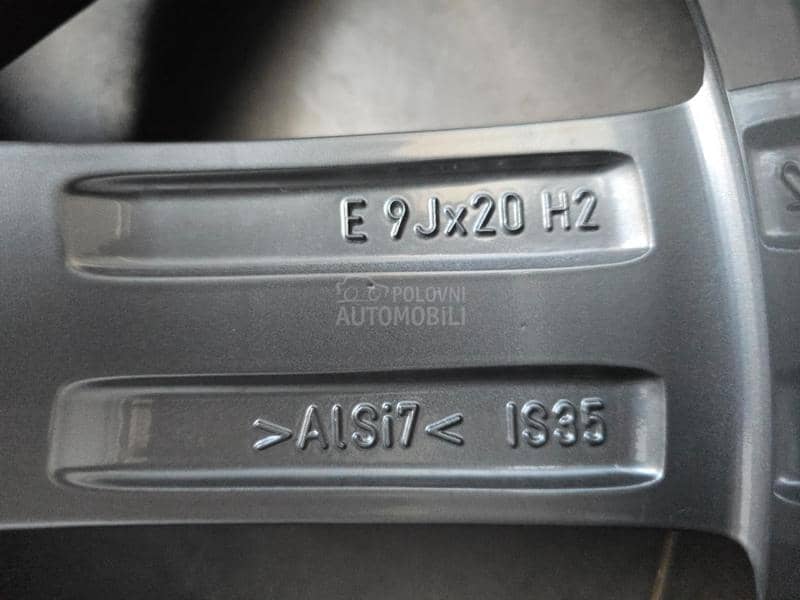 E 9Jx20 H2
POLOVNI
AUTOMOBILI
>AlSi7< IS35